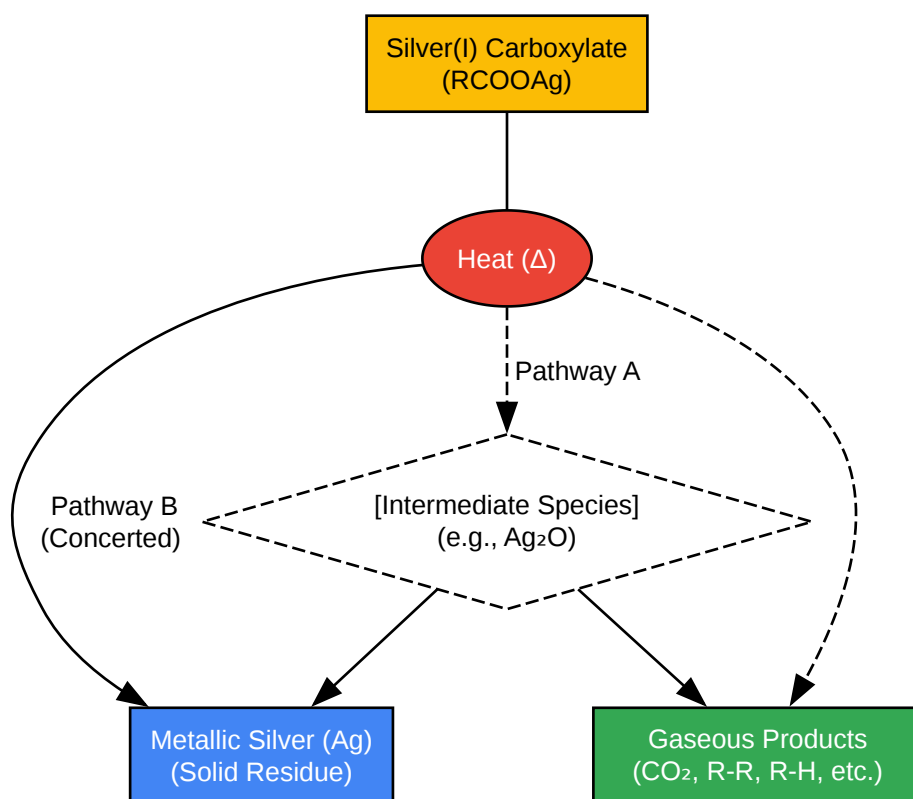 Silver(I) Carboxylate
(RCOOAg)
Heat (Δ)
Pathway A
Pathway B
(Concerted)
[Intermediate Species]
(e.g., Ag₂O)
Metallic Silver (Ag)
(Solid Residue)
Gaseous Products
(CO₂, R-R, R-H, etc.)